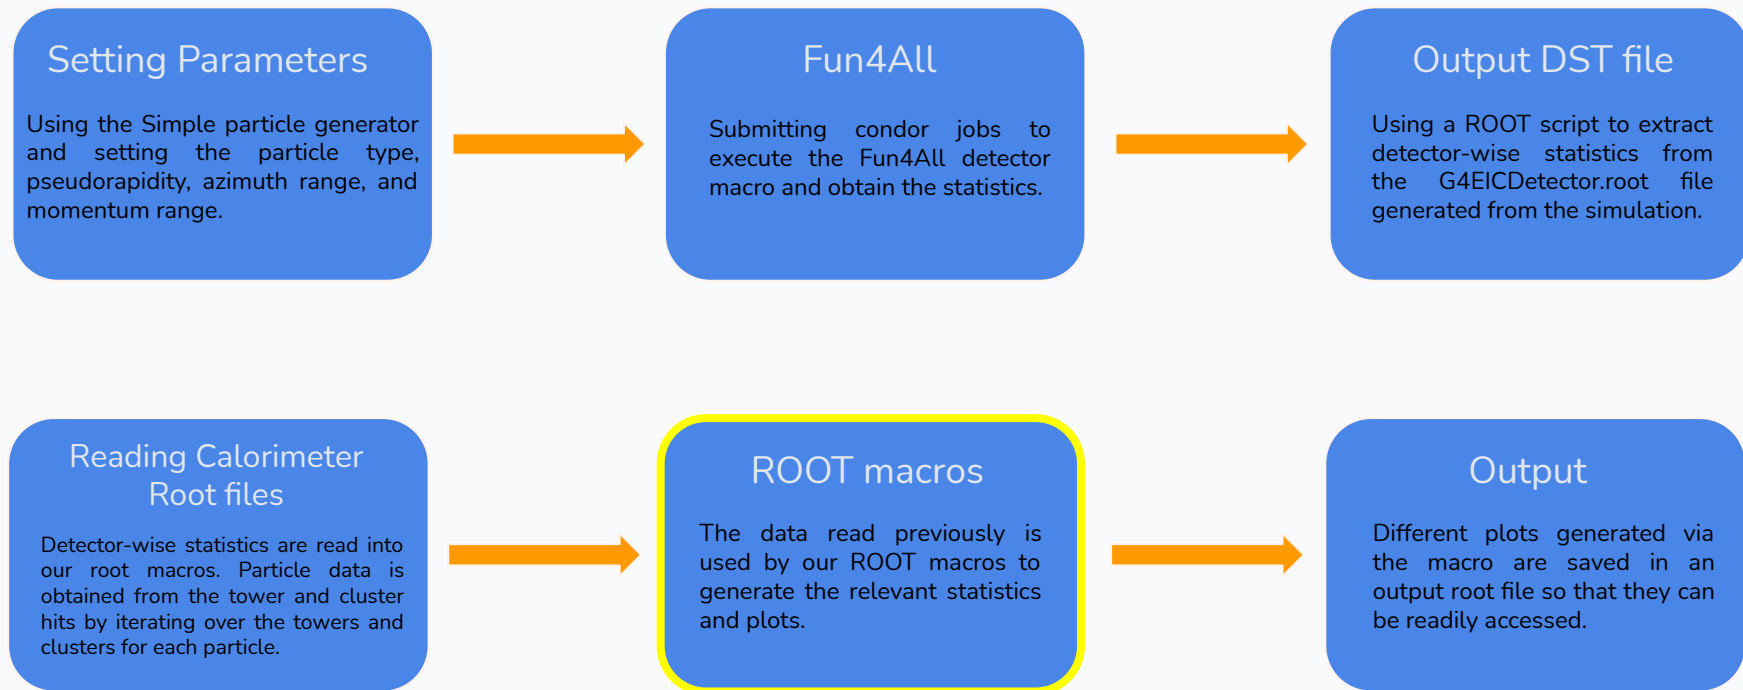 Setting Parameters
Using the Simple particle generator
and setting the particle type,
pseudorapidity, azimuth range, and
momentum range.
Fun4All
Submitting condor jobs to
execute the Fun4All detector
macro and obtain the statistics.
Output DST file
Using a ROOT script to extract
detector-wise statistics from
the G4EICDetector.root file
generated from the simulation.
Reading Calorimeter
Root files
Detector-wise statistics are read into
our root macros. Particle data is
obtained from the tower and cluster
hits by iterating over the towers and
clusters for each particle.
ROOT macros
The data read previously is
used by our ROOT macros to
generate the relevant statistics
and plots.
Output
Different plots generated via
the macro are saved in an
output root file so that they can
be readily accessed.